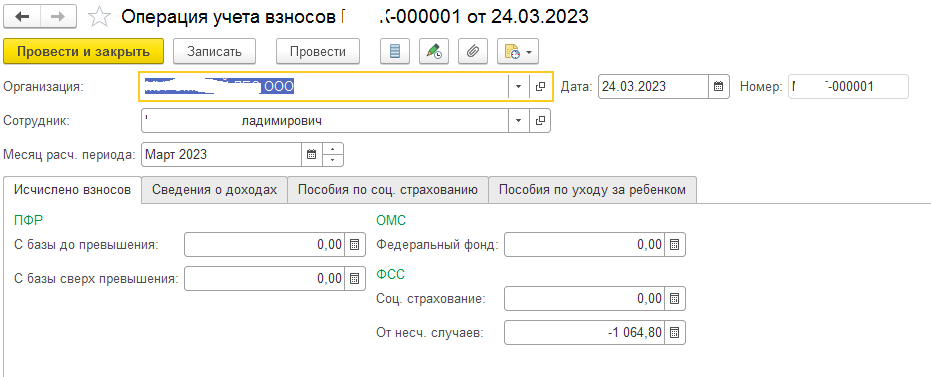 Операция учета взносов -000001 от 24.03.2023
Провести и закрыть Записать Провести
Организация: ООО Дата: 24.03.2023 Номер: -000001
Сотрудник: ладимирович
Месяц расч. периода: Март 2023
Исчислено взносов Сведения о доходах Пособия по соц. страхованию Пособия по уходу за ребенком
ПФР ОМС
С базы до превышения: 0,00 Федеральный фонд: 0,00
ФСС
С базы сверх превышения: 0,00
Соц. страхование: 0,00
От несч. случаев: -1 064,80